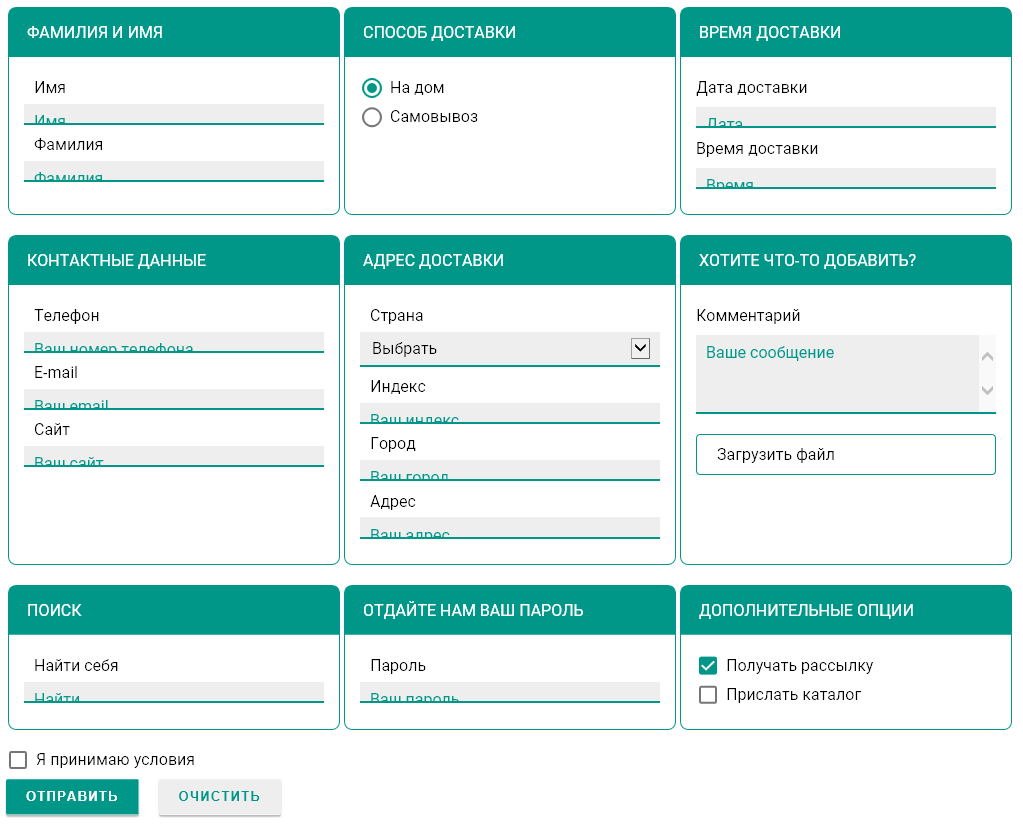 ФАМИЛИЯ И ИМЯ
Имя
Имя
Фамилия
Фамилия
СПОСОБ ДОСТАВКИ
На дом
Самовывоз
ВРЕМЯ ДОСТАВКИ
Дата доставки
Дата
Время доставки
Время
КОНТАКТНЫЕ ДАННЫЕ
Телефон
Ваш номер телефона
E-mail
Ваш email
Сайт
Ваш сайт
АДРЕС ДОСТАВКИ
Страна
Выбрать
Индекс
Ваш индекс
Город
Ваш город
Адрес
Ваш адрес
ХОТИТЕ ЧТО-ТО ДОБАВИТЬ?
Комментарий
Ваше сообщение
Загрузить файл
ПОИСК
Найти себя
Найти
ОТДАЙТЕ НАМ ВАШ ПАРОЛЬ
Пароль
Ваш пароль
ДОПОЛНИТЕЛЬНЫЕ ОПЦИИ
Получать рассылку
Прислать каталог
Я принимаю условия
ОТПРАВИТЬ
ОЧИСТИТЬ